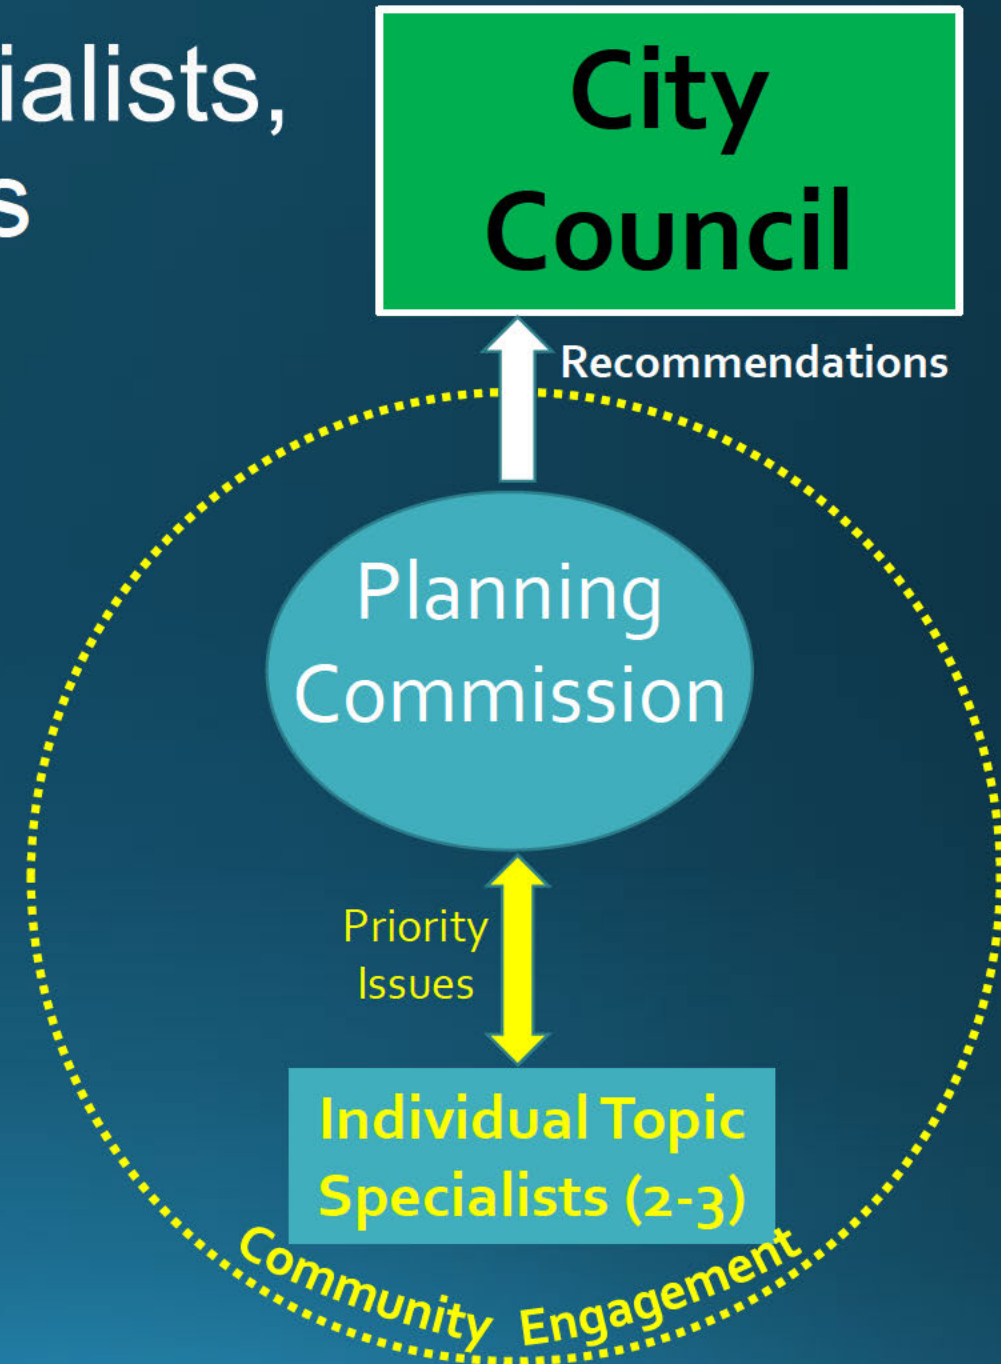 ialists,
s
City
Council
Recommendations
Planning
Commission
Priority
Issues
Individual Topic
Specialists (2-3)
Community Engagement